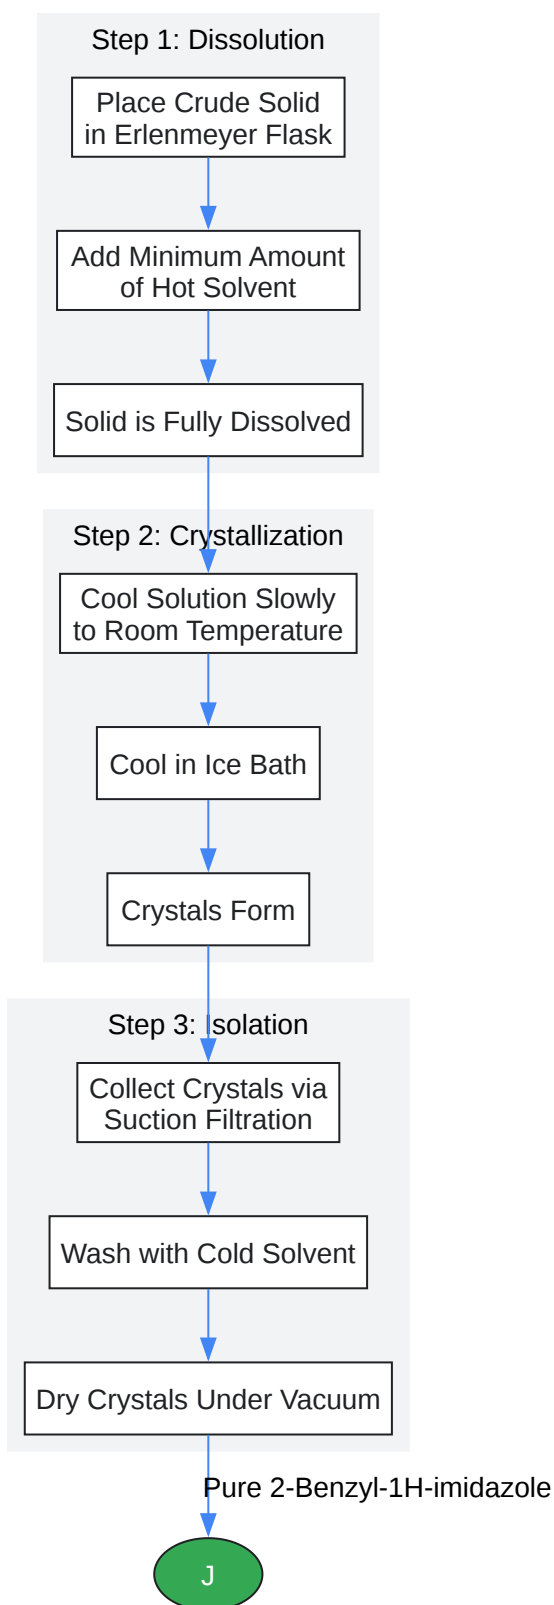 Step 1: Dissolution
Place Crude Solid
in Erlenmeyer Flask
Add Minimum Amount
of Hot Solvent
Solid is Fully Dissolved
Step 2: Crystallization
Cool Solution Slowly
to Room Temperature
Cool in Ice Bath
Crystals Form
Step 3: Isolation
Collect Crystals via
Suction Filtration
Wash with Cold Solvent
Dry Crystals Under Vacuum
Pure 2-Benzyl-1H-imidazole
J